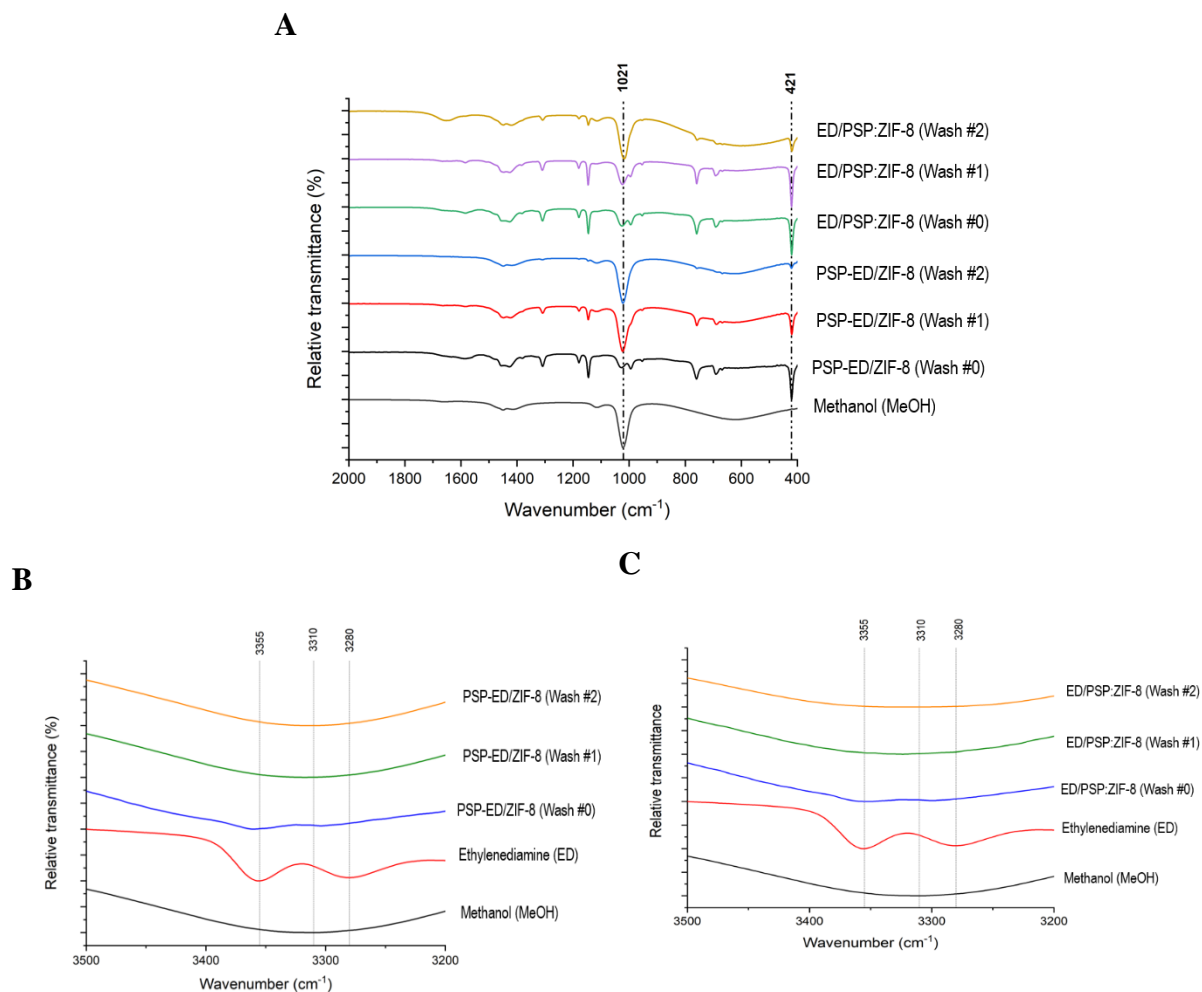 A
1021
421
Relative transmittance (%)
ED/PSP:ZIF-8 (Wash #2)
ED/PSP:ZIF-8 (Wash #1)
ED/PSP:ZIF-8 (Wash #0)
PSP-ED/ZIF-8 (Wash #2)
PSP-ED/ZIF-8 (Wash #1)
PSP-ED/ZIF-8 (Wash #0)
Methanol (MeOH)
2000 1800 1600 1400 1200 1000 800 600 400
Wavenumber (cm⁻¹)
B
3355
3310
3280
Relative transmittance (%)
PSP-ED/ZIF-8 (Wash #2)
PSP-ED/ZIF-8 (Wash #1)
PSP-ED/ZIF-8 (Wash #0)
Ethylenediamine (ED)
Methanol (MeOH)
3500 3400 3300 3200
Wavenumber (cm⁻¹)
C
3355
3310
3280
Relative transmittance
ED/PSP:ZIF-8 (Wash #2)
ED/PSP:ZIF-8 (Wash #1)
ED/PSP:ZIF-8 (Wash #0)
Ethylenediamine (ED)
Methanol (MeOH)
3500 3400 3300 3200
Wavenumber (cm⁻¹)